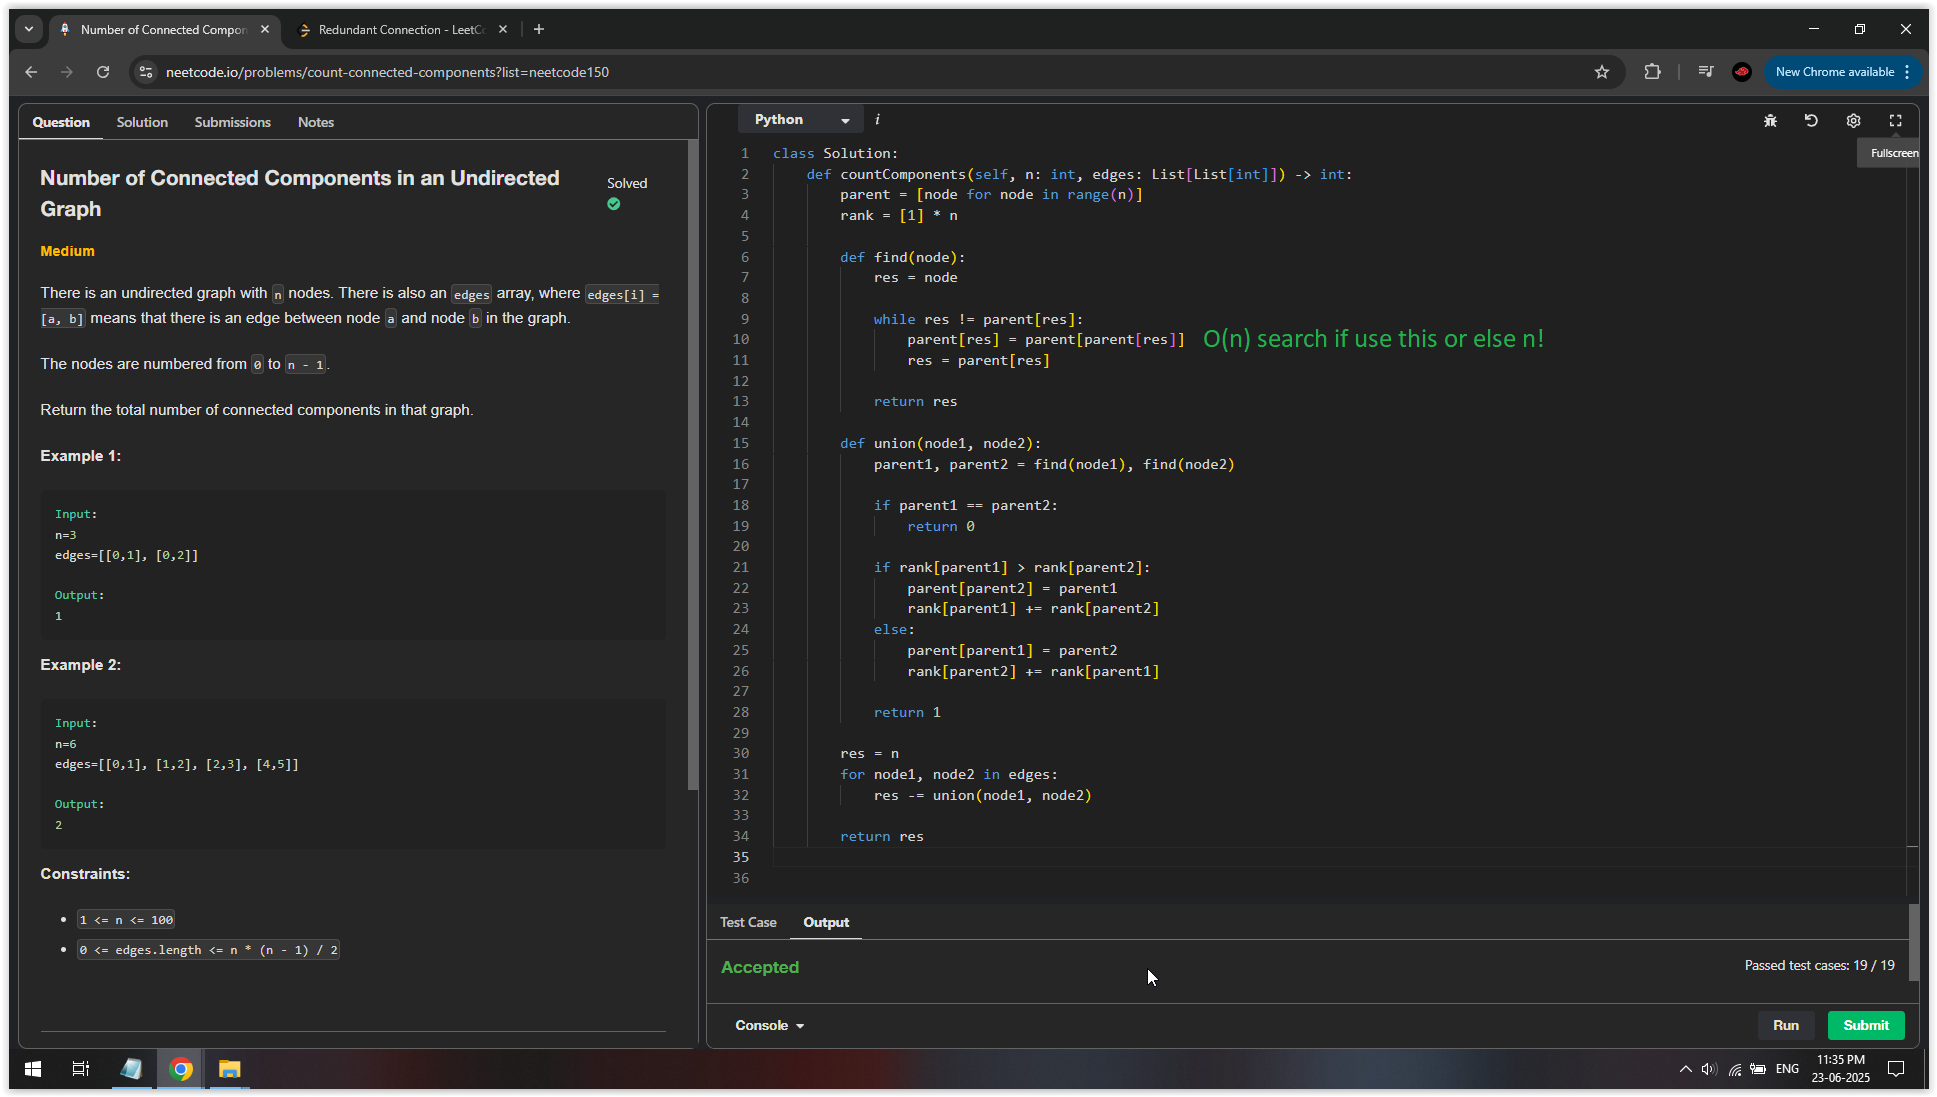 Number of Connected Compon
Redundant Connection - LeetC
neetcode.io/problems/count-connected-components?list=neetcode150
New Chrome available
Question
Solution
Submissions
Notes
Number of Connected Components in an Undirected
Graph
Solved
Medium
There is an undirected graph with n nodes. There is also an edges array, where edges[i] =
[a, b] means that there is an edge between node a and node b in the graph.
The nodes are numbered from 0 to n - 1.
Return the total number of connected components in that graph.
Example 1:
Input:
n=3
edges=[[0,1], [0,2]]
Output:
1
Example 2:
Input:
n=6
edges=[[0,1], [1,2], [2,3], [4,5]]
Output:
2
Constraints:
1 <= n <= 100
0 <= edges.length <= n * (n - 1) / 2
Python
i
Fullscreen
1 class Solution:
2 def countComponents(self, n: int, edges: List[List[int]]) -> int:
3 parent = [node for node in range(n)]
4 rank = [1] * n
5
6 def find(node):
7 res = node
8
9 while res != parent[res]:
10 parent[res] = parent[parent[res]] O(n) search if use this or else n!
11 res = parent[res]
12
13 return res
14
15 def union(node1, node2):
16 parent1, parent2 = find(node1), find(node2)
17
18 if parent1 == parent2:
19 return 0
20
21 if rank[parent1] > rank[parent2]:
22 parent[parent2] = parent1
23 rank[parent1] += rank[parent2]
24 else:
25 parent[parent1] = parent2
26 rank[parent2] += rank[parent1]
27
28 return 1
29
30 res = n
31 for node1, node2 in edges:
32 res -= union(node1, node2)
33
34 return res
35
36
Test Case
Output
Accepted
Passed test cases: 19 / 19
Console
Run
Submit
ENG
11:35 PM
23-06-2025